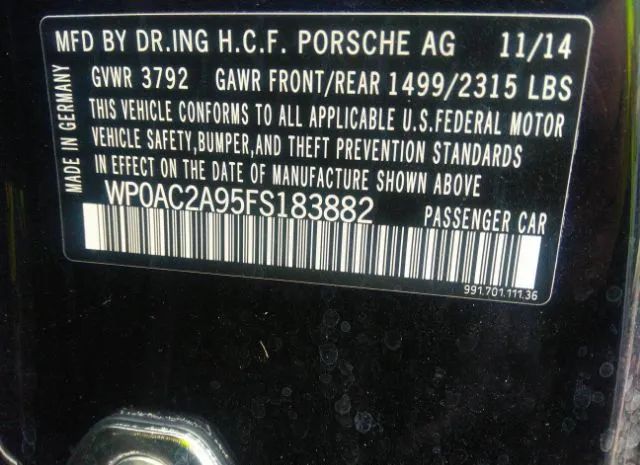 MFD BY DR.ING H.C.F. PORSCHE AG 11/14
GVWR 3792 GAWR FRONT/REAR 1499/2315 LBS
THIS VEHICLE CONFORMS TO ALL APPLICABLE U.S.FEDERAL MOTOR
VEHICLE SAFETY,BUMPER,AND THEFT PREVENTION STANDARDS
IN EFFECT ON THE DATE OF MANUFACTURE SHOWN ABOVE
WP0AC2A95FS183882 PASSENGER CAR
991.701.111.36
MADE IN GERMANY